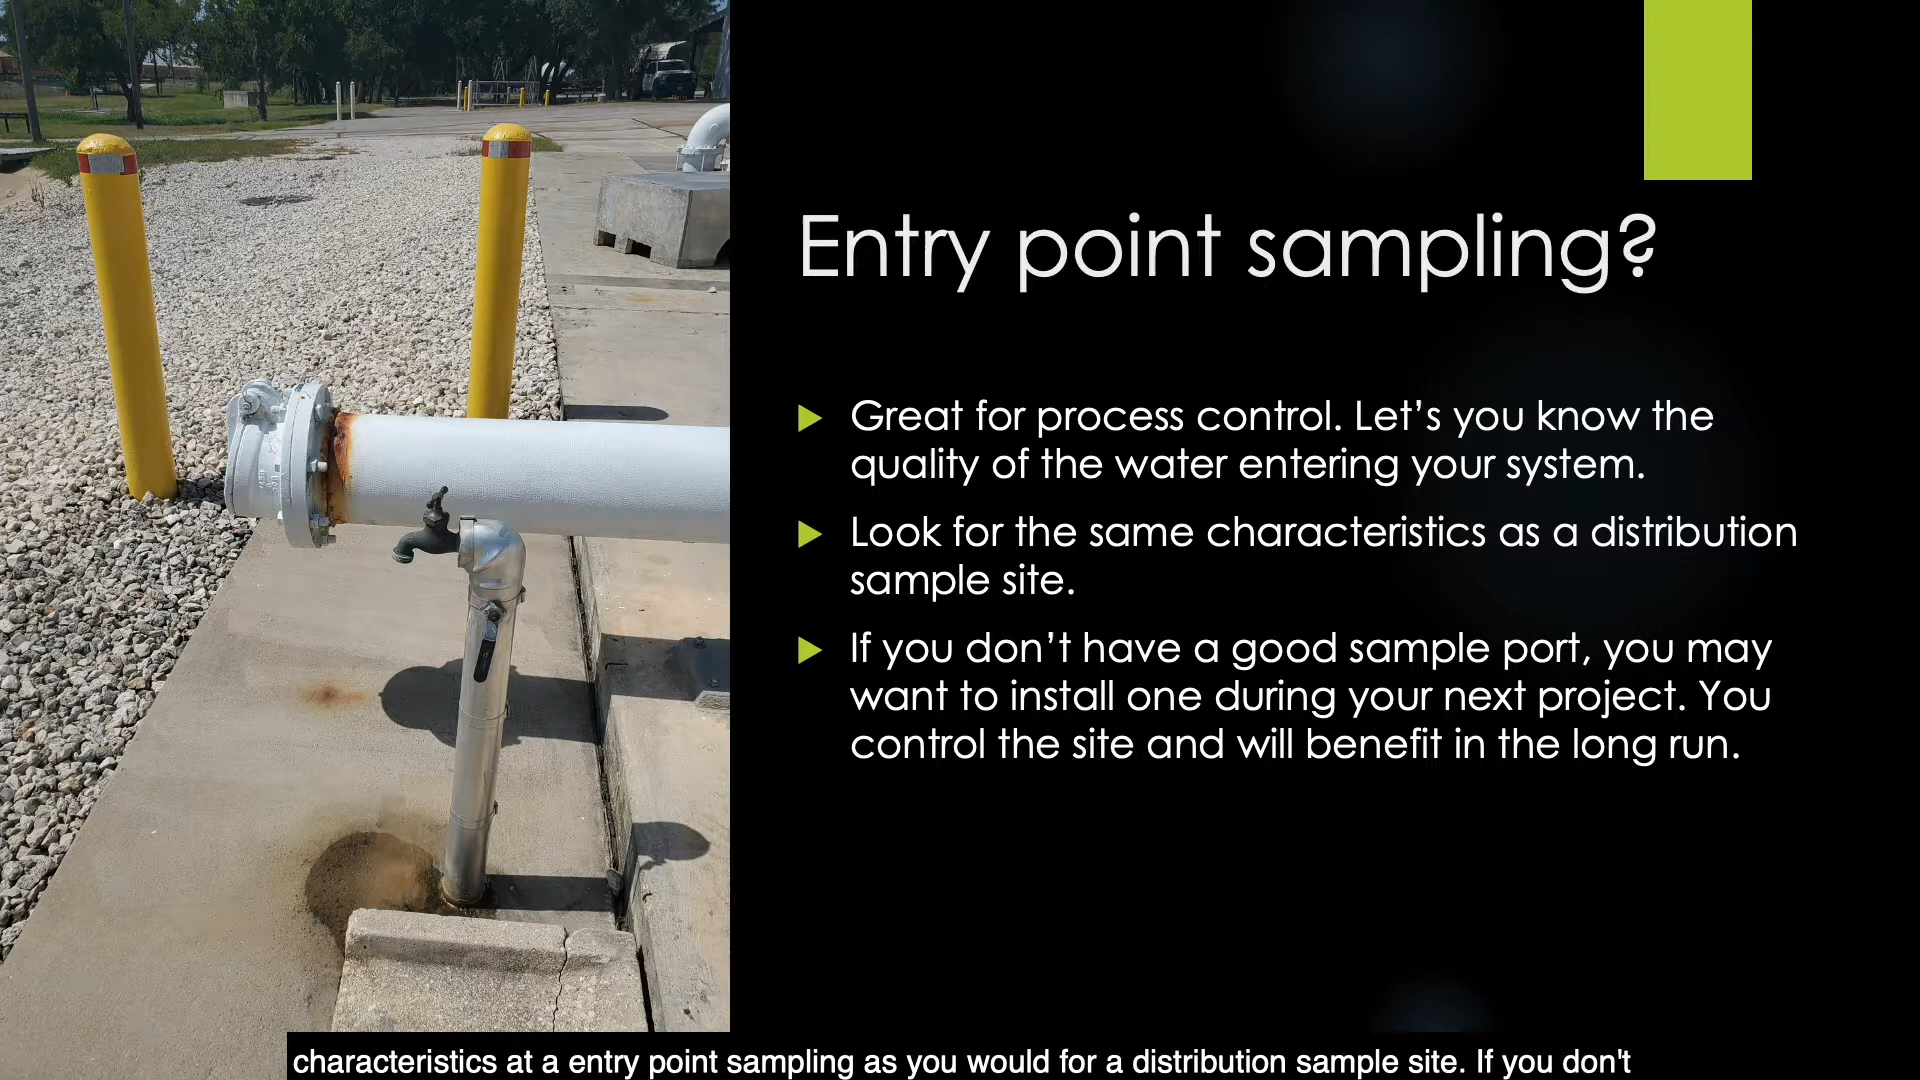 Entry point sampling?
Great for process control. Let’s you know the
quality of the water entering your system.
Look for the same characteristics as a distribution
sample site.
If you don’t have a good sample port, you may
want to install one during your next project. You
control the site and will benefit in the long run.
characteristics at a entry point sampling as you would for a distribution sample site. If you don't